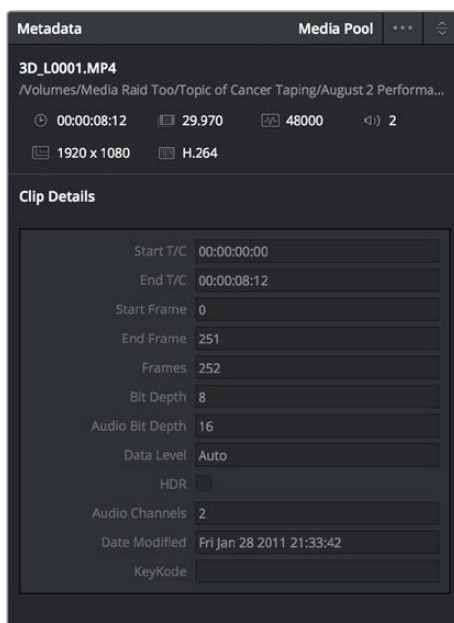 Metadata Media Pool ...
3D_L0001.MP4
/Volumes/Media Raid Too/Topic of Cancer Taping/August 2 Performa...
00:00:08:12 29.970 48000 2
1920 x 1080 H.264
Clip Details
Start T/C 00:00:00:00
End T/C 00:00:08:12
Start Frame 0
End Frame 251
Frames 252
Bit Depth 8
Audio Bit Depth 16
Data Level Auto
HDR
Audio Channels 2
Date Modified Fri Jan 28 2011 21:33:42
KeyKode